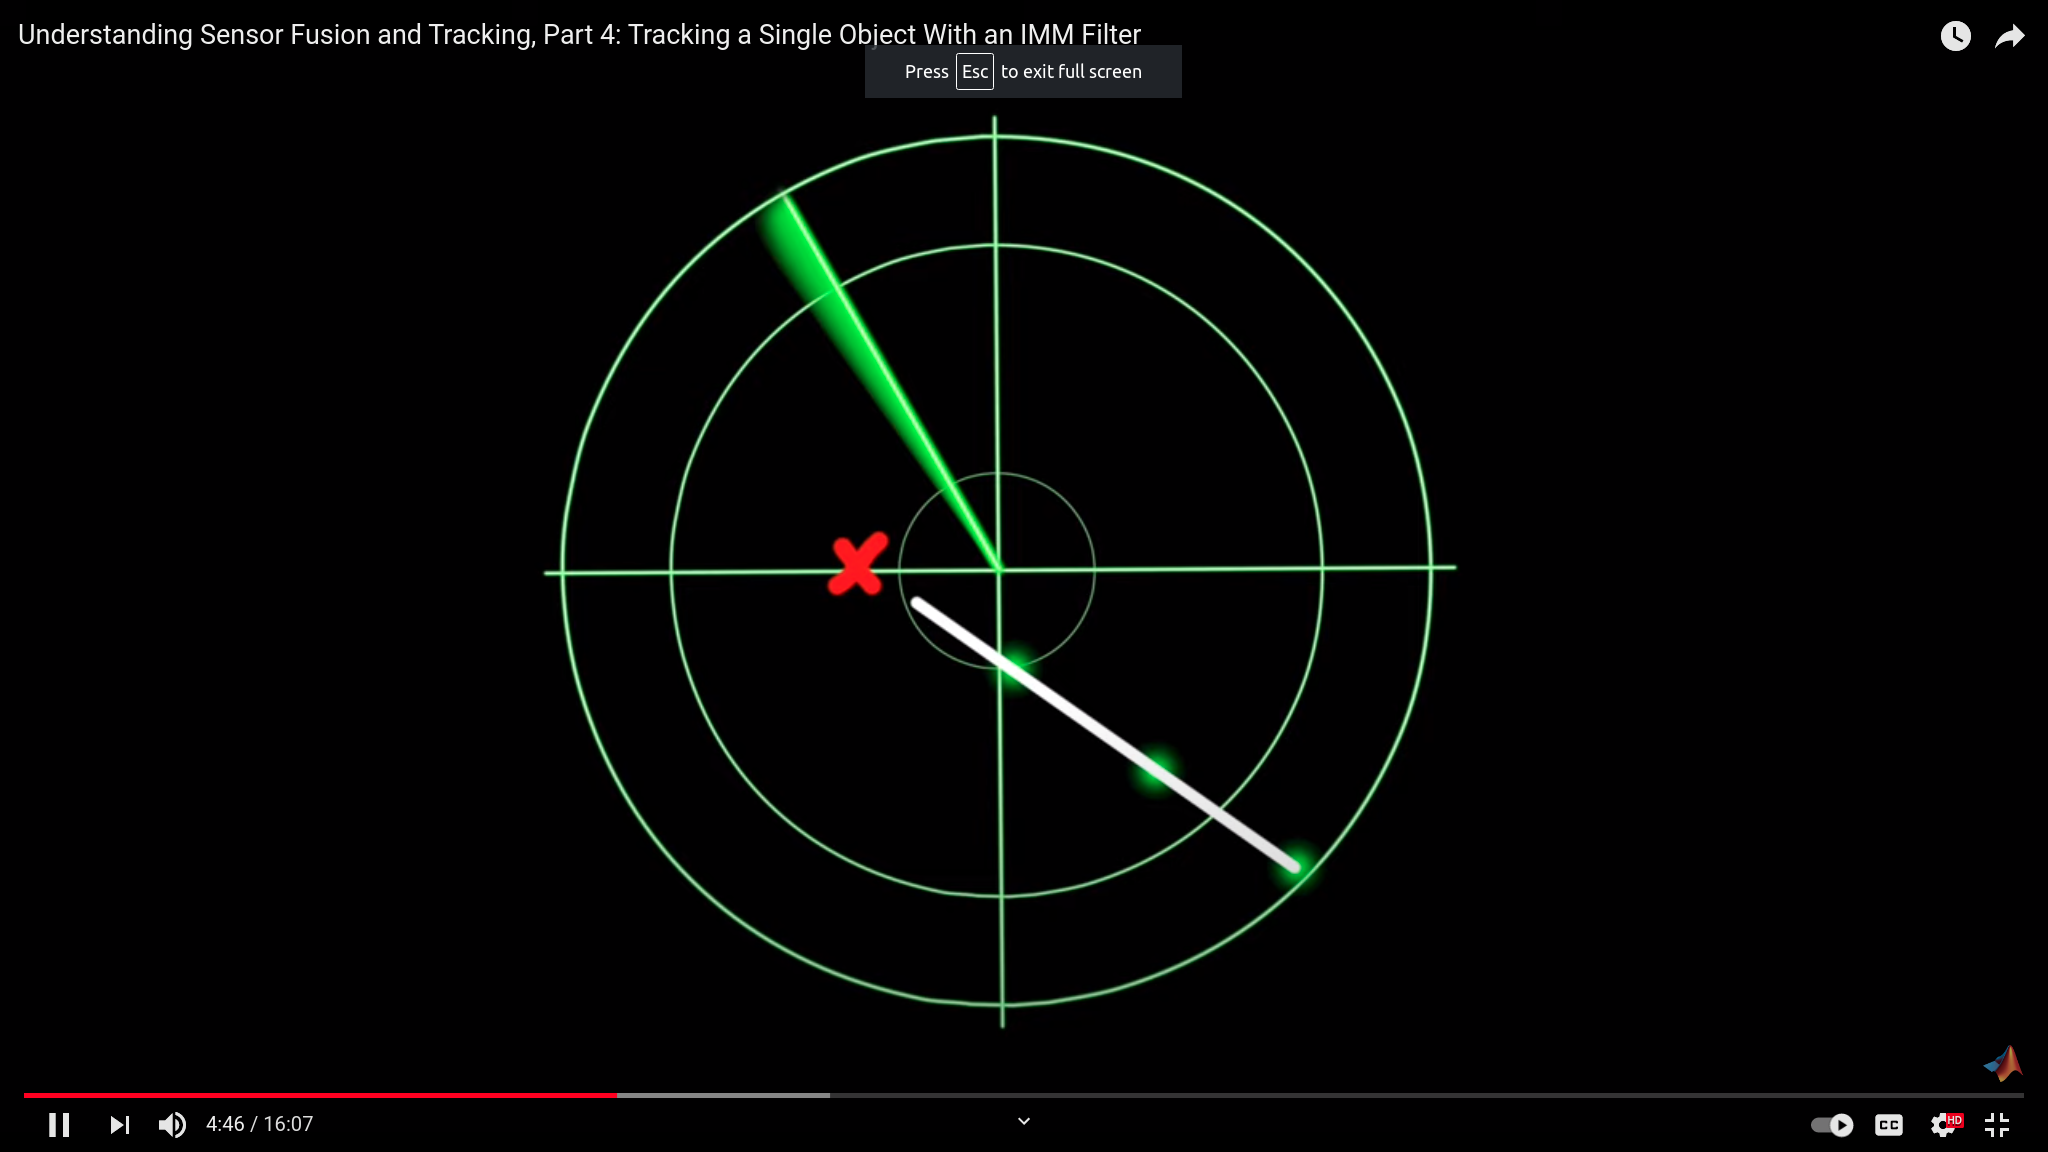 Understanding Sensor Fusion and Tracking, Part 4: Tracking a Single Object With an IMM Filter
Press Esc to exit full screen
4:46 / 16:07
CC
HD